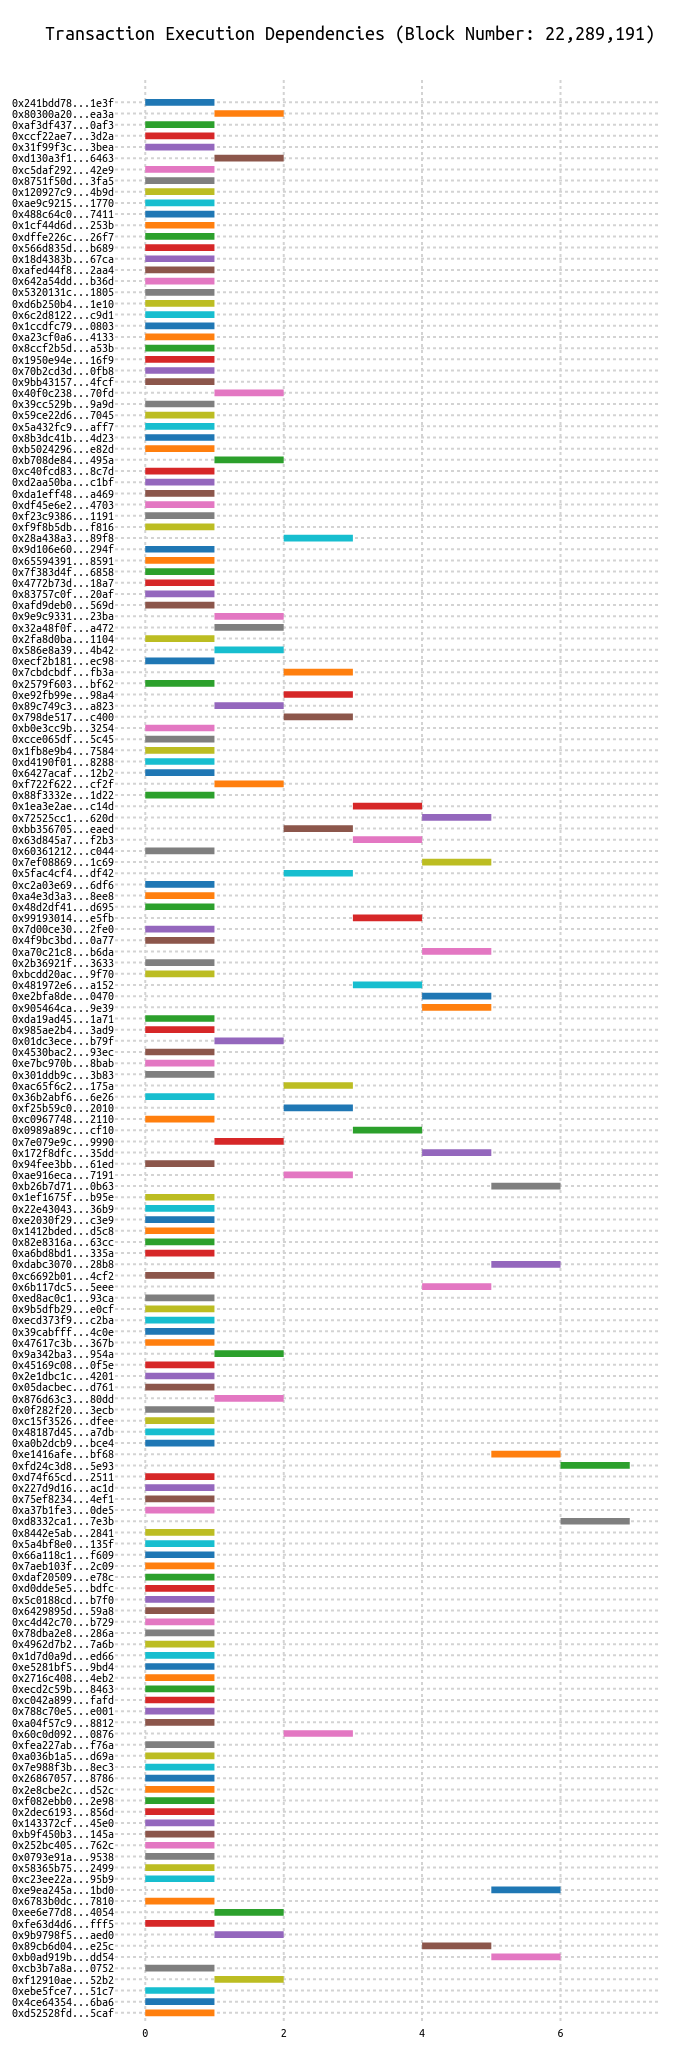 Transaction Execution Dependencies (Block Number: 22,289,191)
0x241bdd78...1e3f
0x80300a20...ea3a
0xaf3df437...0af3
0xccf22ae7...3d2a
0x31f99f3c...3bea
0xd130a3f1...6463
0xc5daf292...42e9
0x8751f50d...3fa5
0x120927c9...4b9d
0xae9c9215...1770
0x488c64c0...7411
0x1cf44d6d...253b
0xdffe226c...26f7
0x566d835d...b689
0x18d4383b...67ca
0xafed44f8...2aa4
0x642a54dd...b36d
0x5320131c...1805
0xd6b250b4...1e10
0x6c2d8122...c9d1
0x1ccdfc79...0803
0xa23cf0a6...4133
0x8ccf2b5d...a53b
0x1950e94e...16f9
0x70b2cd3d...0fb8
0x9bb43157...4fcf
0x40f0c238...70fd
0x39cc529b...9a9d
0x59ce22d6...7045
0x5a432fc9...aff7
0x8b3dc41b...4d23
0xb5024296...e82d
0xb708de84...495a
0xc40fcd83...8c7d
0xd2aa50ba...c1bf
0xda1eff48...a469
0xdf45e6e2...4703
0xf23c9386...1191
0xf9f8b5db...f816
0x28a438a3...89f8
0x9d106e60...294f
0x65594391...8591
0x7f383d4f...6858
0x4772b73d...18a7
0x83757c0f...20af
0xafd9deb0...569d
0x9e9c9331...23ba
0x32a48f0f...a472
0x2fa8d0ba...1104
0x586e8a39...4b42
0xecf2b181...ec98
0x7cbdcbdf...fb3a
0x2579f603...bf62
0xe92fb99e...98a4
0x89c749c3...a823
0x798de517...c400
0xb0e3cc9b...3254
0xcce065df...5c45
0x1fb8e9b4...7584
0xd4190f01...8288
0x6427acaf...12b2
0xf722f622...cf2f
0x88f3332e...1d22
0x1ea3e2ae...c14d
0x72525cc1...620d
0xbb356705...eaed
0x63d845a7...f2b3
0x60361212...c044
0x7ef08869...1c69
0x5fac4cf4...df42
0xc2a03e69...6df6
0xa4e3d3a3...8ee8
0x48d2df41...d695
0x99193014...e5fb
0x7d00ce30...2fe0
0x4f9bc3bd...0a77
0xa70c21c8...b6da
0x2b36921f...3633
0xbcdd20ac...9f70
0x481972e6...a152
0xe2bfa8de...0470
0x905464ca...9e39
0xda19ad45...1a71
0x985ae2b4...3ad9
0x01dc3ece...b79f
0x4530bac2...93ec
0xe7bc970b...8bab
0x301ddb9c...3b83
0xac65f6c2...175a
0x36b2abf6...6e26
0xf25b59c0...2010
0xc0967748...2110
0x0989a89c...cf10
0x7e079e9c...9990
0x172f8dfc...35dd
0x94fee3bb...61ed
0xae916eca...7191
0xb26b7d71...0b63
0x1ef1675f...b95e
0x22e43043...36b9
0xe2030f29...c3e9
0x1412bded...d5c8
0x82e8316a...63cc
0xa6bd8bd1...335a
0xdabc3070...28b8
0xc6692b01...4cf2
0x6b117dc5...5eee
0xed8ac0c1...93ca
0x9b5dfb29...e0cf
0xecd373f9...c2ba
0x39cabfff...4c0e
0x47617c3b...367b
0x9a342ba3...954a
0x45169c08...0f5e
0x2e1dbc1c...4201
0x05dacbec...d761
0x876d63c3...80dd
0x0f282f20...3ecb
0xc15f3526...dfee
0x48187d45...a7db
0xa0b2dcb9...bce4
0xe1416afe...bf68
0xfd24c3d8...5e93
0xd74f65cd...2511
0x227d9d16...ac1d
0x75ef8234...4ef1
0xa37b1fe3...0de5
0xd8332ca1...7e3b
0x8442e5ab...2841
0x5a4bf8e0...135f
0x66a118c1...f609
0x7aeb103f...2c09
0xdaf20509...e78c
0xd0dde5e5...bdfc
0x5c0188cd...b7f0
0x6429895d...59a8
0xc4d42c70...b729
0x78dba2e8...286a
0x4962d7b2...7a6b
0x1d7d0a9d...ed66
0xe5281bf5...9bd4
0x2716c408...4eb2
0xecd2c59b...8463
0xc042a899...fafd
0x788c70e5...e001
0xa04f57c9...8812
0x60c0d092...0876
0xfea227ab...f76a
0xa036b1a5...d69a
0x7e988f3b...8ec3
0x26867057...8786
0x2e8cbe2c...d52c
0xf082ebb0...2e98
0x2dec6193...856d
0x143372cf...45e0
0xb9f450b3...145a
0x252bc405...762c
0x0793e91a...9538
0x58365b75...2499
0xc23ee22a...95b9
0xe9ea245a...1bd0
0x6783b0dc...7810
0xee6e77d8...4054
0xfe63d4d6...fff5
0x9b9798f5...aed0
0x89cb6d04...e25c
0xb0ad919b...dd54
0xcb3b7a8a...0752
0xf12910ae...52b2
0xebe5fce7...51c7
0x4ce64354...6ba6
0xd52528fd...5caf
0 2 4 6